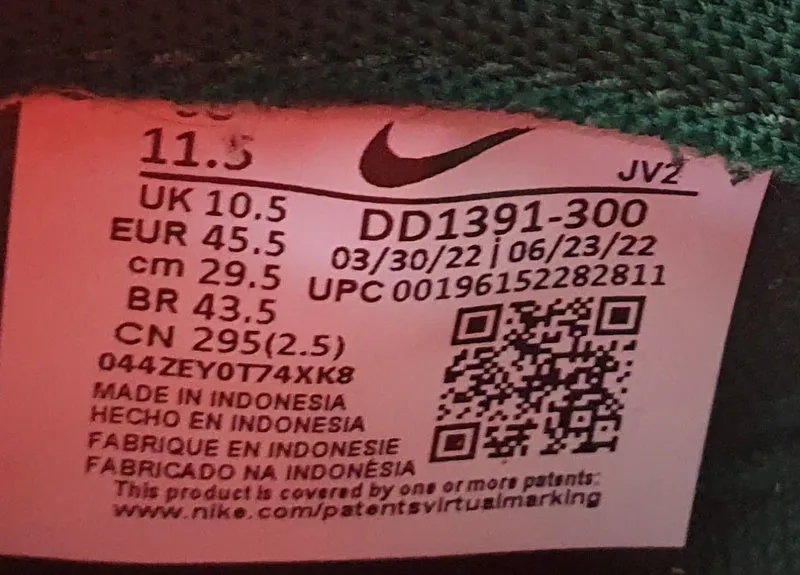 11.5
JV2
UK 10.5
EUR 45.5
cm 29.5
BR 43.5
CN 295(2.5)
DD1391-300
03/30/22 | 06/23/22
UPC 00196152282811
044ZEY0T74XK8
MADE IN INDONESIA
HECHO EN INDONESIA
FABRIQUE EN INDONESIE
FABRICADO NA INDONÉSIA
This product is covered by one or more patents:
www.nike.com/patentsvirtualmarking